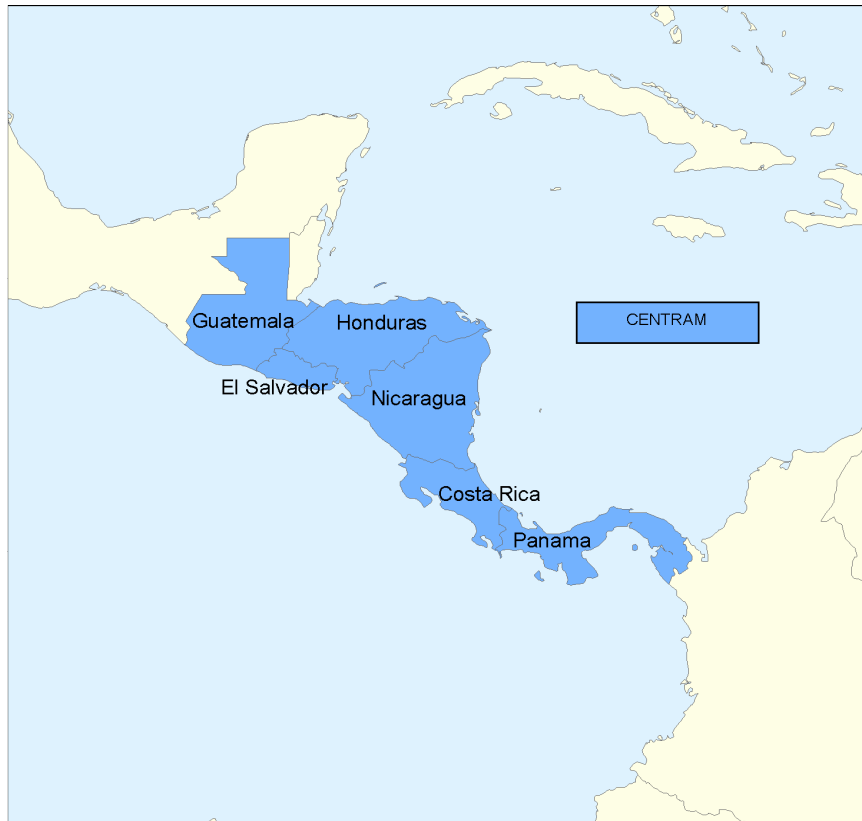 CENTRAM
Guatemala
Honduras
El Salvador
Nicaragua
Costa Rica
Panama